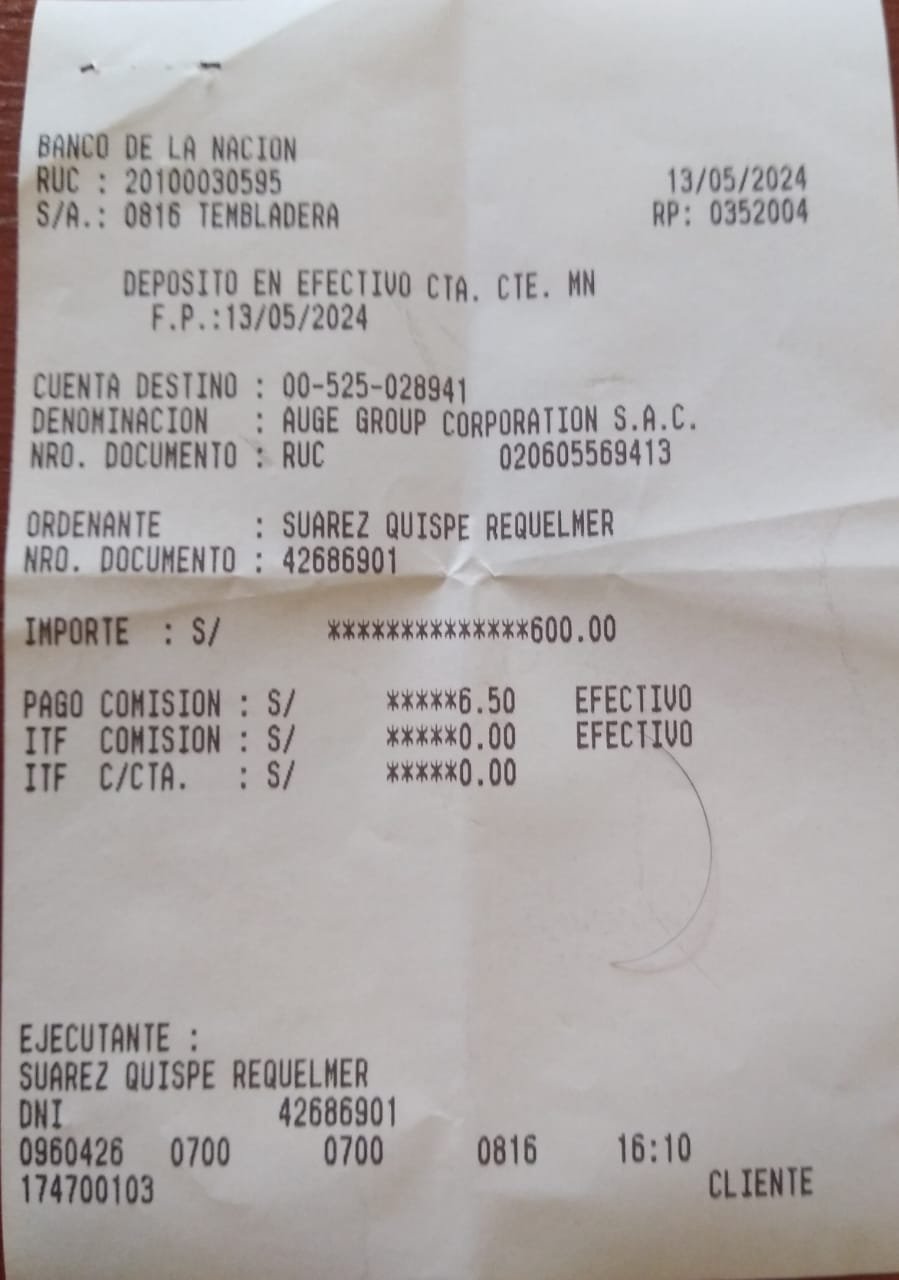 BANCO DE LA NACION
RUC : 20100030595 13/05/2024
S/A.: 0816 TEMBLADERA RP: 0352004
DEPOSITO EN EFECTIVO CTA. CTE. MN
F.P.:13/05/2024
CUENTA DESTINO : 00-525-028941
DENOMINACION : AUGE GROUP CORPORATION S.A.C.
NRO. DOCUMENTO : RUC 020605569413
ORDENANTE : SUAREZ QUISPE REQUELMER
NRO. DOCUMENTO : 42686901
IMPORTE : S/ **************600.00
PAGO COMISION : S/ *****6.50 EFECTIVO
ITF COMISION : S/ *****0.00 EFECTIVO
ITF C/CTA. : S/ *****0.00
EJECUTANTE :
SUAREZ QUISPE REQUELMER
DNI 42686901
0960426 0700 0700 0816 16:10
174700103 CLIENTE